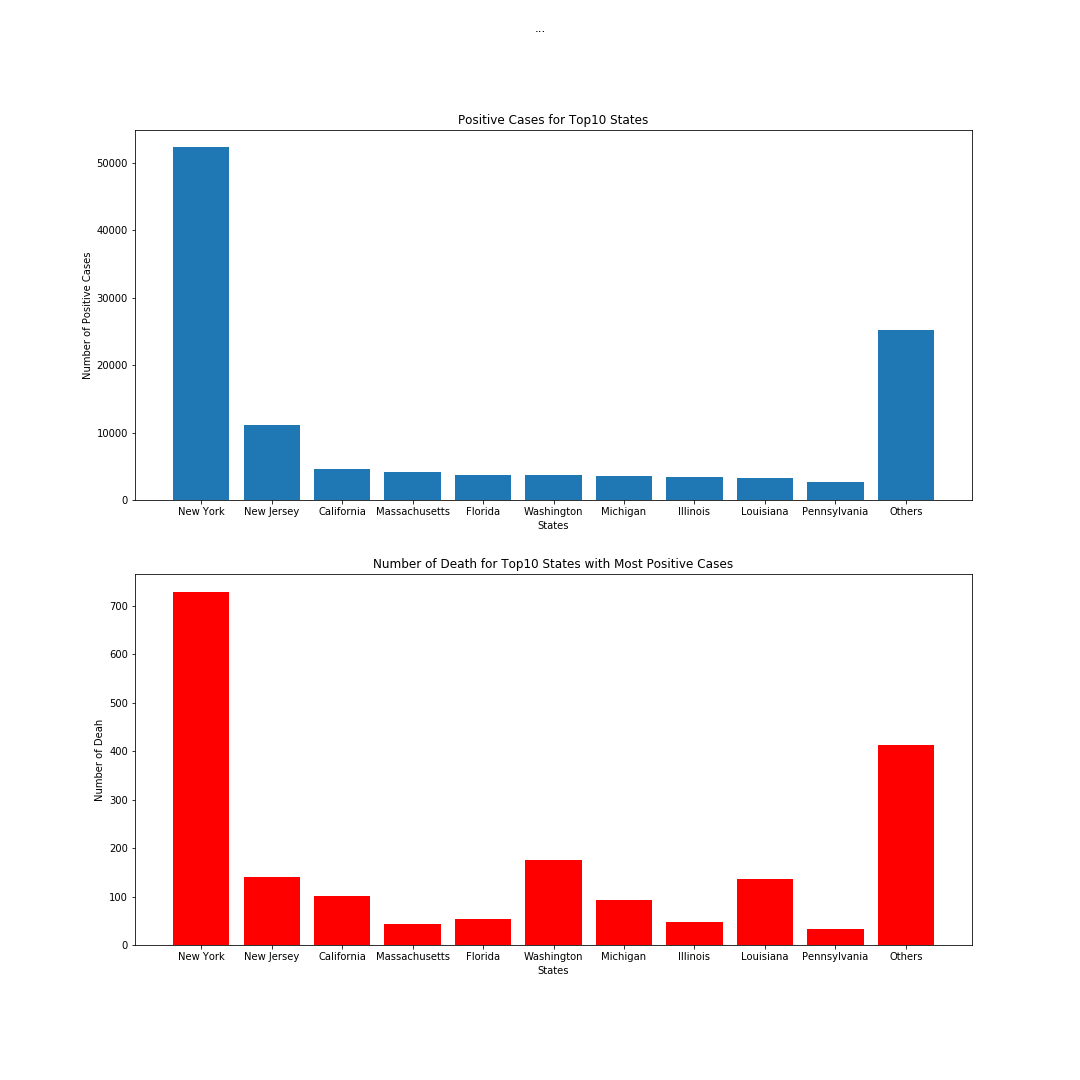 ...
Positive Cases for Top10 States
Number of Positive Cases
50000
40000
30000
20000
10000
0
New York New Jersey California Massachusetts Florida Washington Michigan Illinois Louisiana Pennsylvania Others
States
Number of Death for Top10 States with Most Positive Cases
Number of Deah
700
600
500
400
300
200
100
0
New York New Jersey California Massachusetts Florida Washington Michigan Illinois Louisiana Pennsylvania Others
States